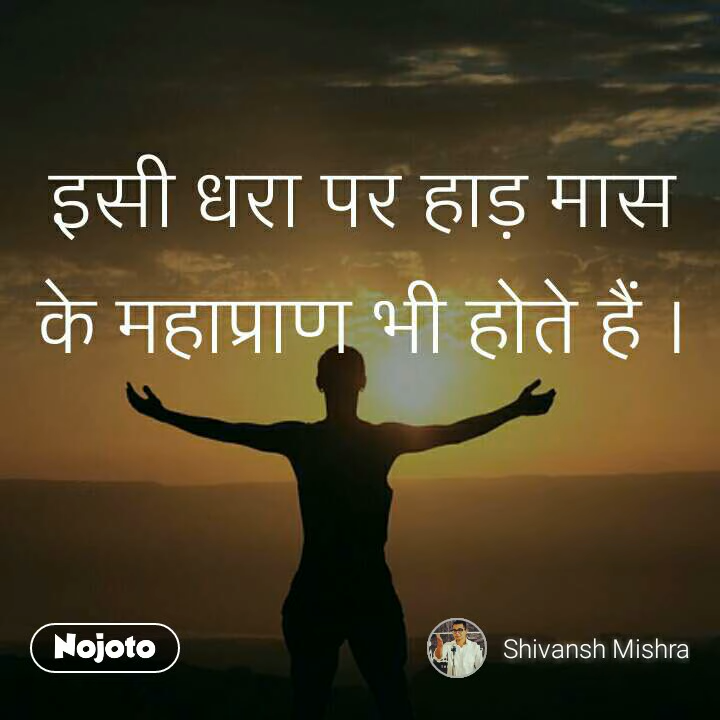 इसी धरा पर हाड़ मास
के महाप्राण भी होते हैं ।
Nojoto
Shivansh Mishra